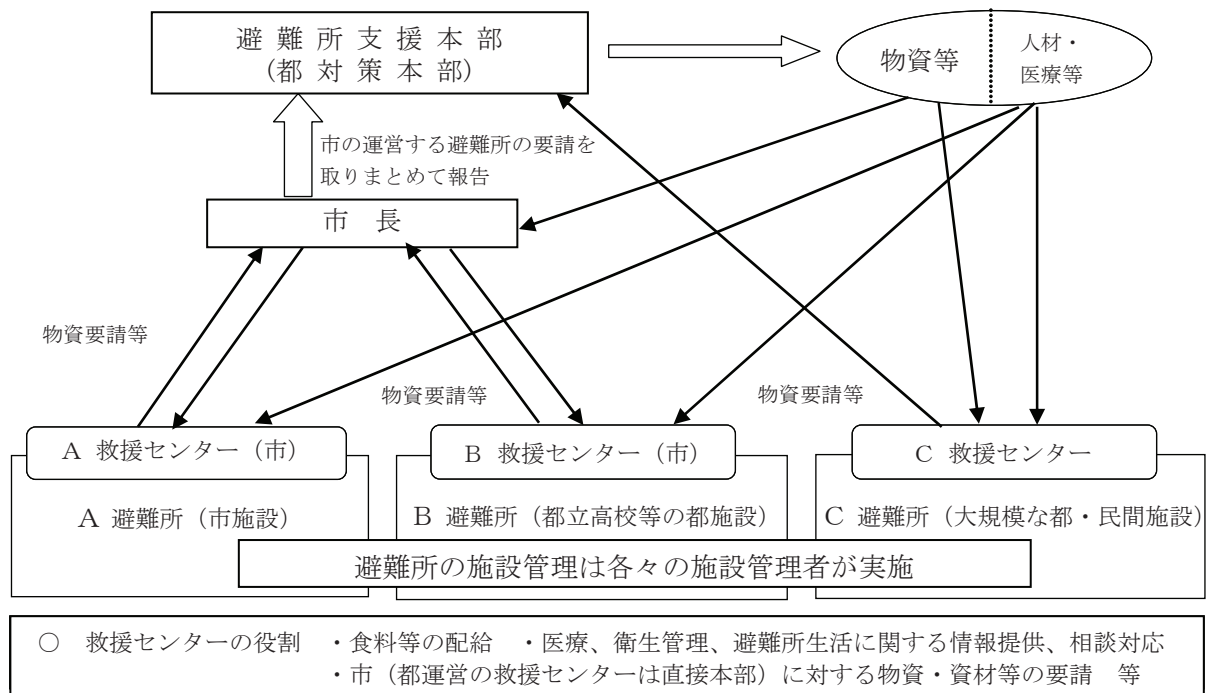 避難所支援本部
(都対策本部)
物資等
人材・
医療等
市の運営する避難所の要請を
取りまとめて報告
市　長
物資要請等
物資要請等
物資要請等
A 救援センター（市）
B 救援センター（市）
C 救援センター
A 避難所（市施設）
B 避難所（都立高校等の都施設）
C 避難所（大規模な都・民間施設）
避難所の施設管理は各々の施設管理者が実施
○　救援センターの役割　・食料等の配給　・医療、衛生管理、避難所生活に関する情報提供、相談対応
・市（都運営の救援センターは直接本部）に対する物資・資材等の要請　等